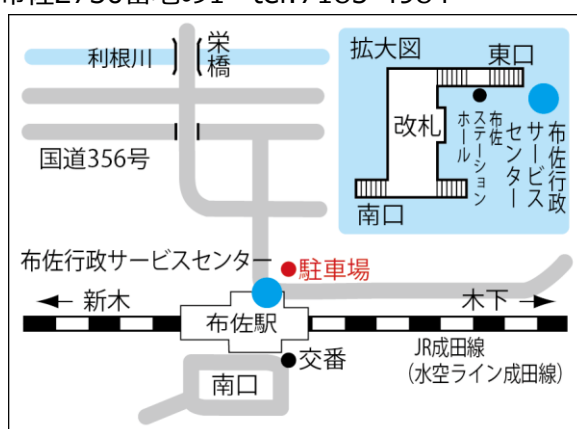 利根川
栄橋
国道356号
拡大図
東口
改札
布佐
ステーション
ホール
布佐行政
サービス
センター
南口
布佐行政サービスセンター
駐車場
← 新木
木下 →
布佐駅
交番
南口
JR成田線
(水空ライン成田線)